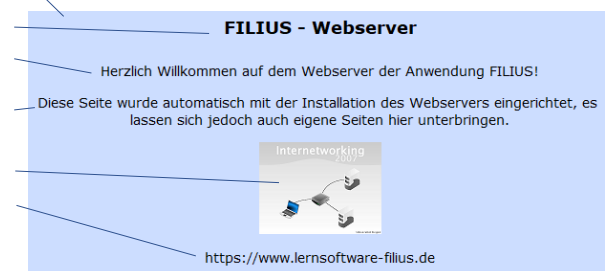 FILIUS - Webserver
Herzlich Willkommen auf dem Webserver der Anwendung FILIUS!
Diese Seite wurde automatisch mit der Installation des Webservers eingerichtet, es
lassen sich jedoch auch eigene Seiten hier unterbringen.
Internetworking
2007
https://www.lernsoftware-filius.de